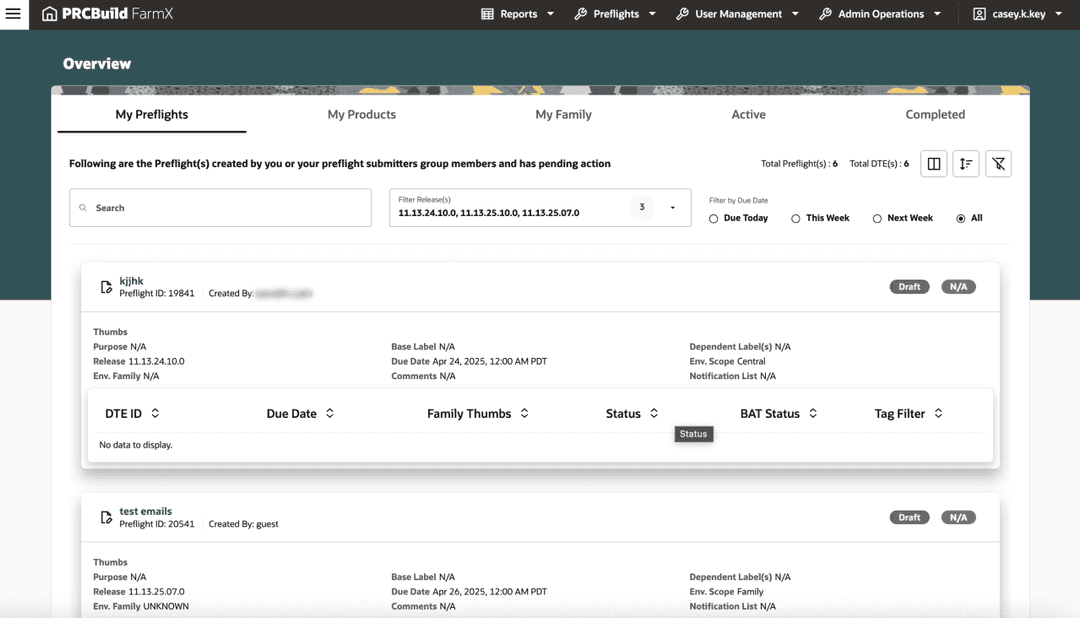 PRCBuild FarmX Reports Preflights User Management Admin Operations casey.k.key
Overview
My Preflights My Products My Family Active Completed
Following are the Preflight(s) created by you or your preflight submitters group members and has pending action Total Preflight(s) : 6 Total DTE(s) : 6
Search
Filter Release(s)
11.13.24.10.0, 11.13.25.10.0, 11.13.25.07.0 3
Filter by Due Date
Due Today This Week Next Week All
kjjhk
Preflight ID: 19841 Created By:
Draft N/A
Thumbs
Purpose N/A Base Label N/A Dependent Label(s) N/A
Release 11.13.24.10.0 Due Date Apr 24, 2025, 12:00 AM PDT Env. Scope Central
Env. Family N/A Comments N/A Notification List N/A
DTE ID Due Date Family Thumbs Status BAT Status Tag Filter
Status
No data to display.
test emails
Preflight ID: 20541 Created By: guest
Draft N/A
Thumbs
Purpose N/A Base Label N/A Dependent Label(s) N/A
Release 11.13.25.07.0 Due Date Apr 26, 2025, 12:00 AM PDT Env. Scope Family
Env. Family UNKNOWN Comments N/A Notification List N/A